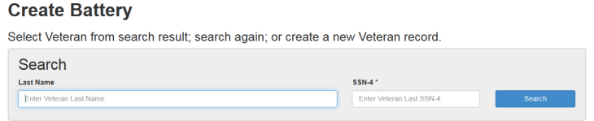 Create Battery
Select Veteran from search result; search again; or create a new Veteran record.
Search
Last Name SSN-4 *
Enter Veteran Last Name Enter Veteran Last SSN-4 Search